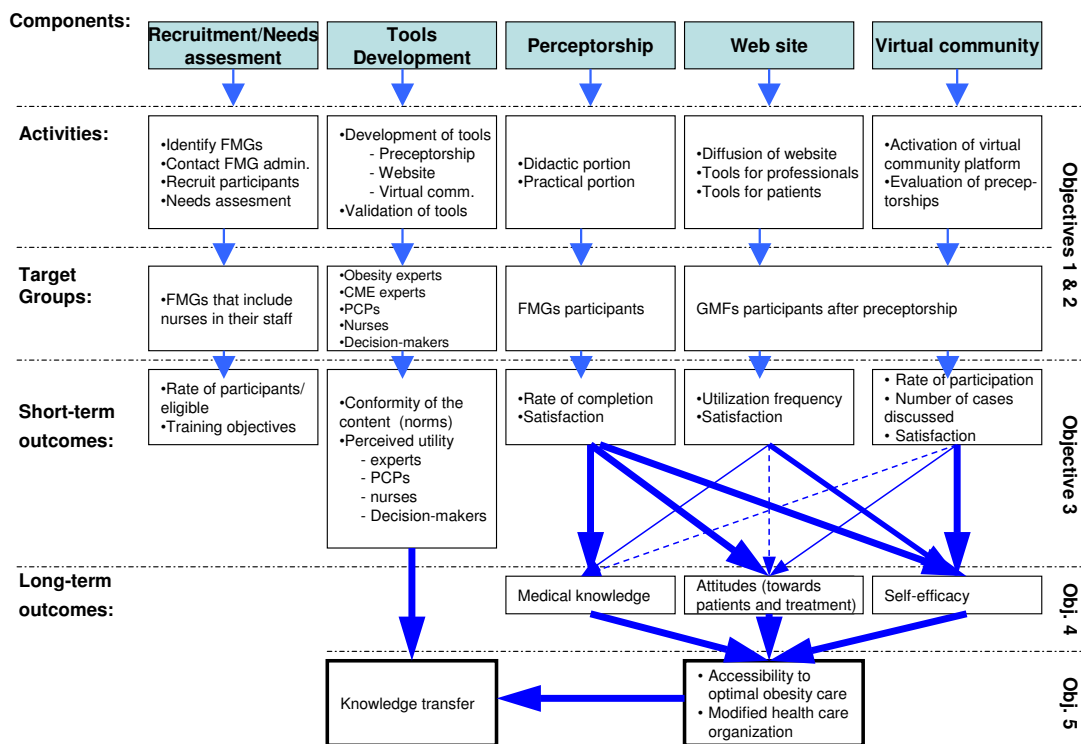 Components:
Recruitment/Needs
assesment
Tools
Development
Perceptorship
Web site
Virtual community
Activities:
•Identify FMGs
•Contact FMG admin.
•Recruit participants
•Needs assesment
•Development of tools
- Preceptorship
- Website
- Virtual comm.
•Validation of tools
•Didactic portion
•Practical portion
•Diffusion of website
•Tools for professionals
•Tools for patients
•Activation of virtual
community platform
•Evaluation of precep-
torships
Objectives 1 & 2
Target
Groups:
•FMGs that include
nurses in their staff
•Obesity experts
•CME experts
•PCPs
•Nurses
•Decision-makers
FMGs participants
GMFs participants after preceptorship
Short-term
outcomes:
•Rate of participants/
eligible
•Training objectives
•Conformity of the
content (norms)
•Perceived utility
- experts
- PCPs
- nurses
- Decision-makers
•Rate of completion
•Satisfaction
•Utilization frequency
•Satisfaction
• Rate of participation
• Number of cases
discussed
• Satisfaction
Objective 3
Long-term
outcomes:
Medical knowledge
Attitudes (towards
patients and treatment)
Self-efficacy
Obj. 4
Knowledge transfer
• Accessibility to
optimal obesity care
• Modified health care
organization
Obj. 5